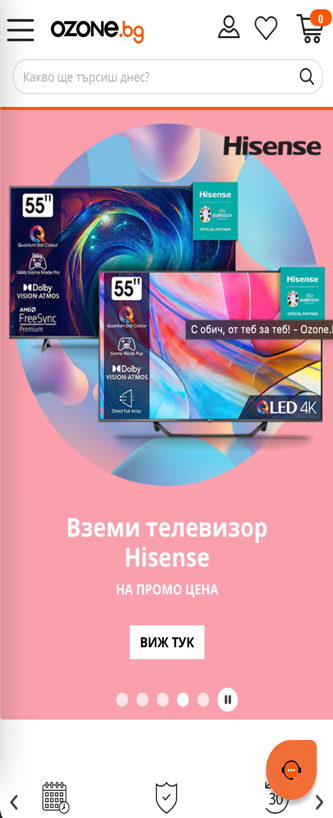 OZONE.bg
0
Какво ще търсиш днес?
Hisense
55"
Quantum Dot Colour
144Hz Game Mode Pro
Dolby
VISION·ATMOS
AMD
FreeSync
Premium
Hisense
EURO2024
OFFICIAL PARTNER
55"
Quantum Dot Colour
Game Mode Plus
Dolby
VISION·ATMOS
Direct Full Array
Hisense
EURO2024
OFFICIAL PARTNER
С обич, от теб за теб! - Ozone.
QLED 4K
Вземи телевизор
Hisense
НА ПРОМО ЦЕНА
ВИЖ ТУК
30